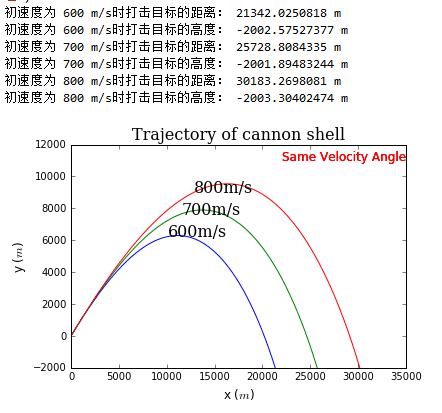 初速度为 600 m/s时打击目标的距离： 21342.0250818 m
初速度为 600 m/s时打击目标的高度： -2002.57527377 m
初速度为 700 m/s时打击目标的距离： 25728.8084335 m
初速度为 700 m/s时打击目标的高度： -2001.89483244 m
初速度为 800 m/s时打击目标的距离： 30183.2698081 m
初速度为 800 m/s时打击目标的高度： -2003.30402474 m
Trajectory of cannon shell
Same Velocity Angle
800m/s
700m/s
600m/s
12000
10000
8000
6000
4000
2000
0
−2000
y (m)
0 5000 10000 15000 20000 25000 30000 35000
x (m)